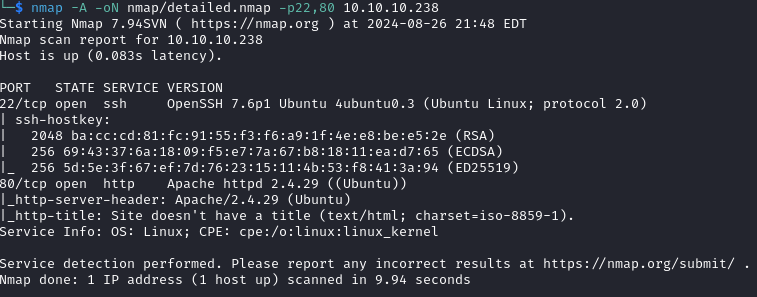 └─$ nmap -A -oN nmap/detailed.nmap -p22,80 10.10.10.238
Starting Nmap 7.94SVN ( https://nmap.org ) at 2024-08-26 21:48 EDT
Nmap scan report for 10.10.10.238
Host is up (0.083s latency).

PORT   STATE SERVICE VERSION
22/tcp open  ssh     OpenSSH 7.6p1 Ubuntu 4ubuntu0.3 (Ubuntu Linux; protocol 2.0)
| ssh-hostkey:
|   2048 ba:cc:cd:81:fc:91:55:f3:f6:a9:1f:4e:e8:be:e5:2e (RSA)
|   256 69:43:37:6a:18:09:f5:e7:7a:67:b8:18:11:ea:d7:65 (ECDSA)
|_  256 5d:5e:3f:67:ef:7d:76:23:15:11:4b:53:f8:41:3a:94 (ED25519)
80/tcp open  http    Apache httpd 2.4.29 ((Ubuntu))
|_http-server-header: Apache/2.4.29 (Ubuntu)
|_http-title: Site doesn't have a title (text/html; charset=iso-8859-1).
Service Info: OS: Linux; CPE: cpe:/o:linux:linux_kernel

Service detection performed. Please report any incorrect results at https://nmap.org/submit/ .
Nmap done: 1 IP address (1 host up) scanned in 9.94 seconds